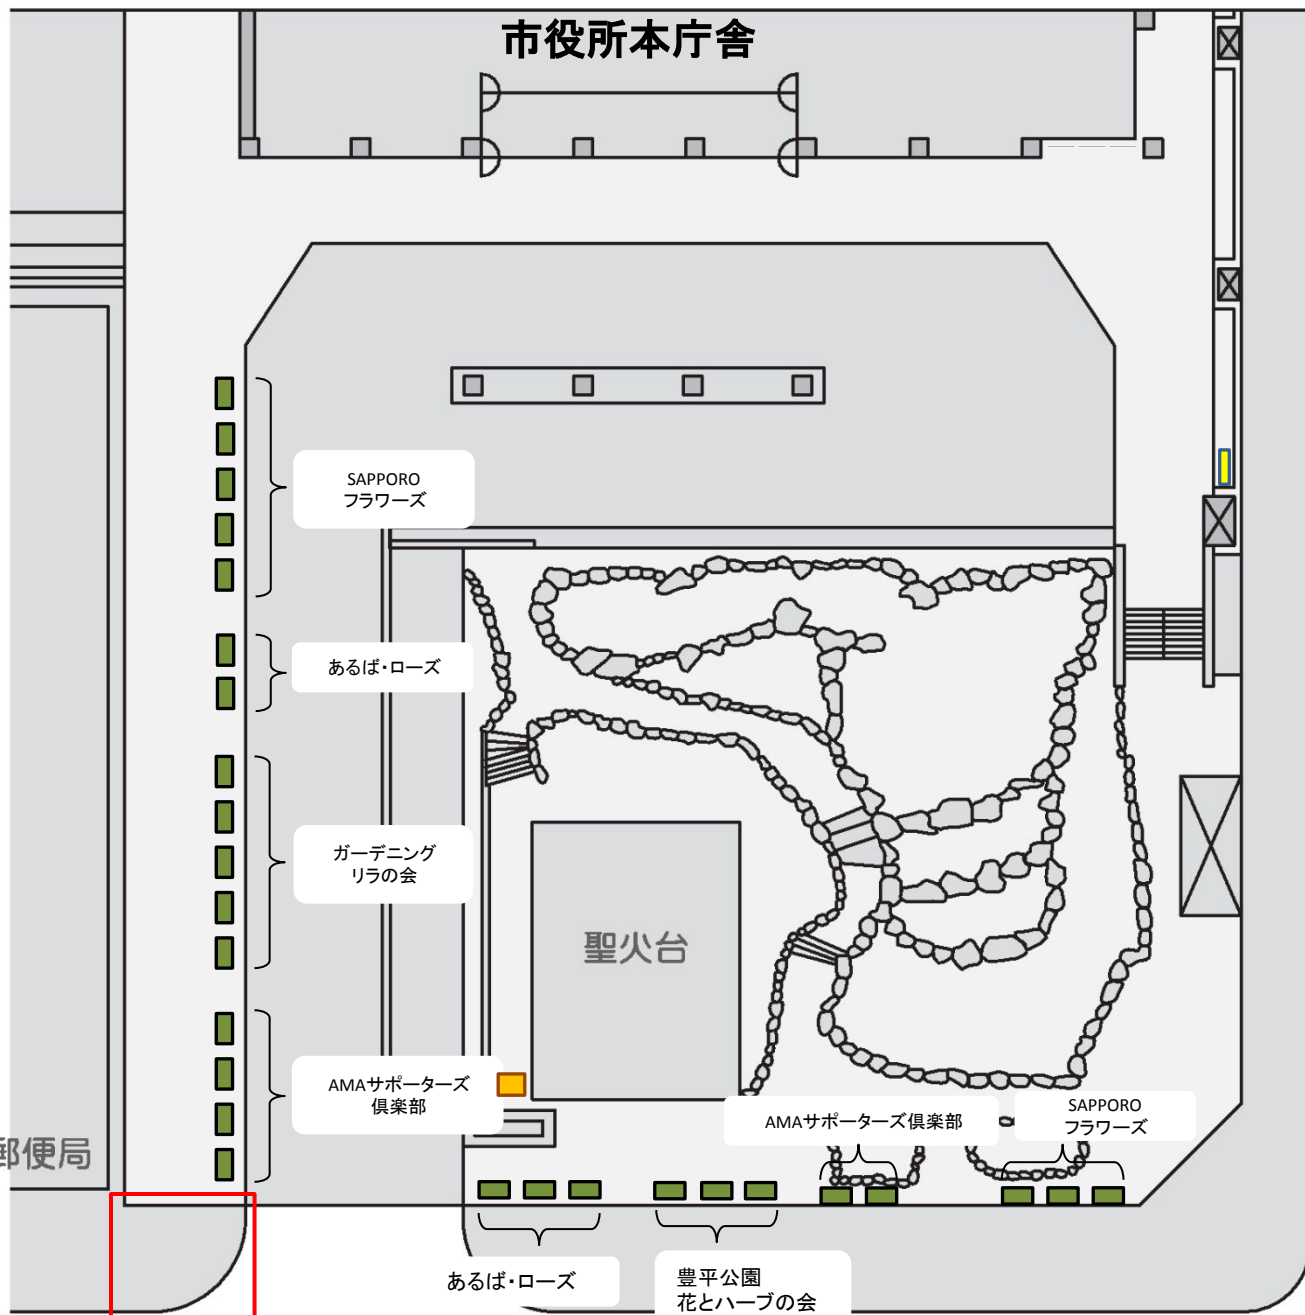 市役所本庁舎
SAPPORO
フラワーズ
あるば・ローズ
ガーデニング
リラの会
聖火台
AMAサポーターズ
倶楽部
郵便局
AMAサポーターズ倶楽部
SAPPORO
フラワーズ
あるば・ローズ
豊平公園
花とハーブの会